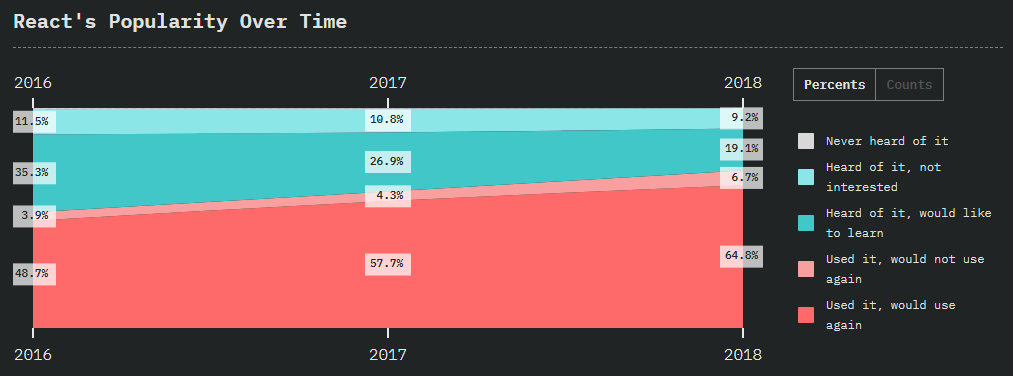 React's Popularity Over Time
2016 2017 2018
Percents Counts
11.5% 10.8% 9.2%
35.3% 26.9% 19.1%
3.9% 4.3% 6.7%
48.7% 57.7% 64.8%
2016 2017 2018
Never heard of it
Heard of it, not
interested
Heard of it, would like
to learn
Used it, would not use
again
Used it, would use
again